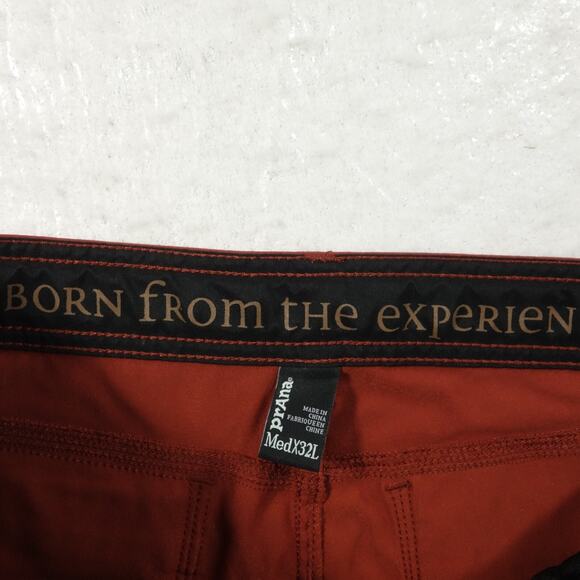 BORN from THE EXPERIEN
prAna®
MADE IN
CHINA
FABRIQUE EN
CHINE
MedX32L